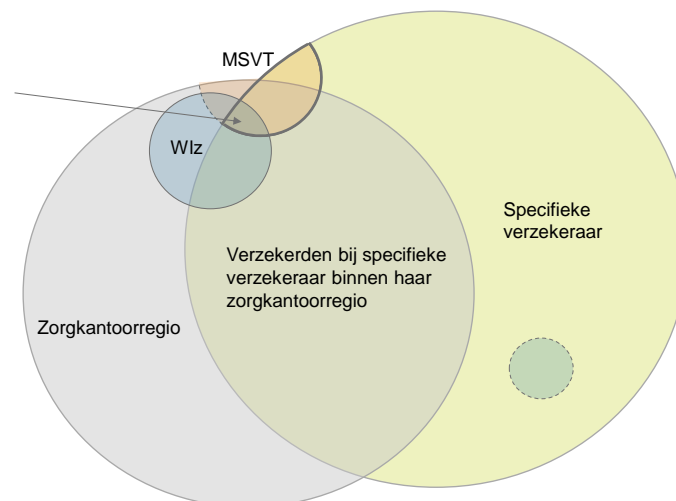 MSVT
Wlz
Specifieke
verzekeraar
Verzekerden bij specifieke
verzekeraar binnen haar
zorgkantoorregio
Zorgkantoorregio